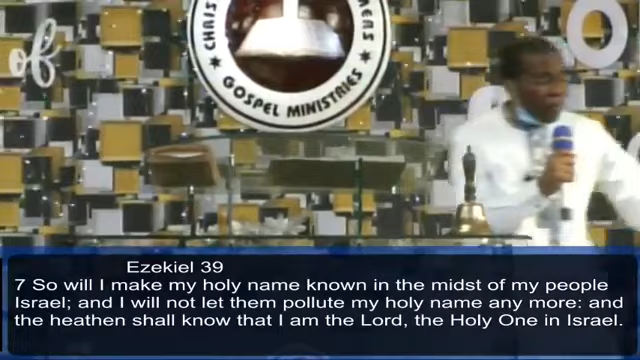 of
CHRIS
GOSPEL MINISTRIES
Ezekiel 39
7 So will I make my holy name known in the midst of my people
Israel; and I will not let them pollute my holy name any more: and
the heathen shall know that I am the Lord, the Holy One in Israel.